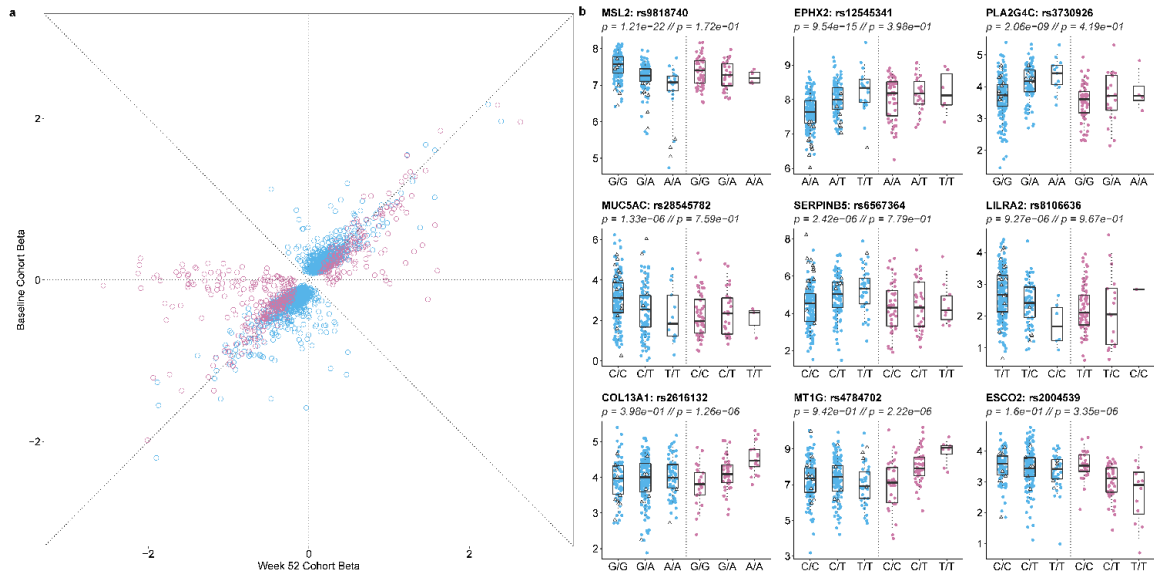 a
2
0
−2
Baseline Cohort Beta
−2
0
2
Week 52 Cohort Beta
b
MSL2: rs9818740
p = 1.21e−22 // p = 1.72e−01
8
7
6
5
G/G G/A A/A G/G G/A A/A
EPHX2: rs12545341
p = 9.54e−15 // p = 3.98e−01
9
8
7
6
A/A A/T T/T A/A A/T T/T
PLA2G4C: rs3730926
p = 2.06e−09 // p = 4.19e−01
5
4
3
2
G/G G/A A/A G/G G/A A/A
MUC5AC: rs28545782
p = 1.33e−06 // p = 7.59e−01
6
4
2
0
C/C C/T T/T C/C C/T T/T
SERPINB5: rs6567364
p = 2.42e−06 // p = 7.79e−01
8
6
4
2
C/C C/T T/T C/C C/T T/T
LILRA2: rs8106636
p = 9.27e−06 // p = 9.67e−01
4
3
2
1
T/T T/C C/C T/T T/C C/C
COL13A1: rs2616132
p = 3.98e−01 // p = 1.26e−06
5
4
3
2
G/G G/A A/A G/G G/A A/A
MT1G: rs4784702
p = 9.42e−01 // p = 2.22e−06
9
7
5
3
C/C C/T T/T C/C C/T T/T
ESCO2: rs2004539
p = 1.6e−01 // p = 3.35e−06
5
4
3
2
1
C/C C/T T/T C/C C/T T/T